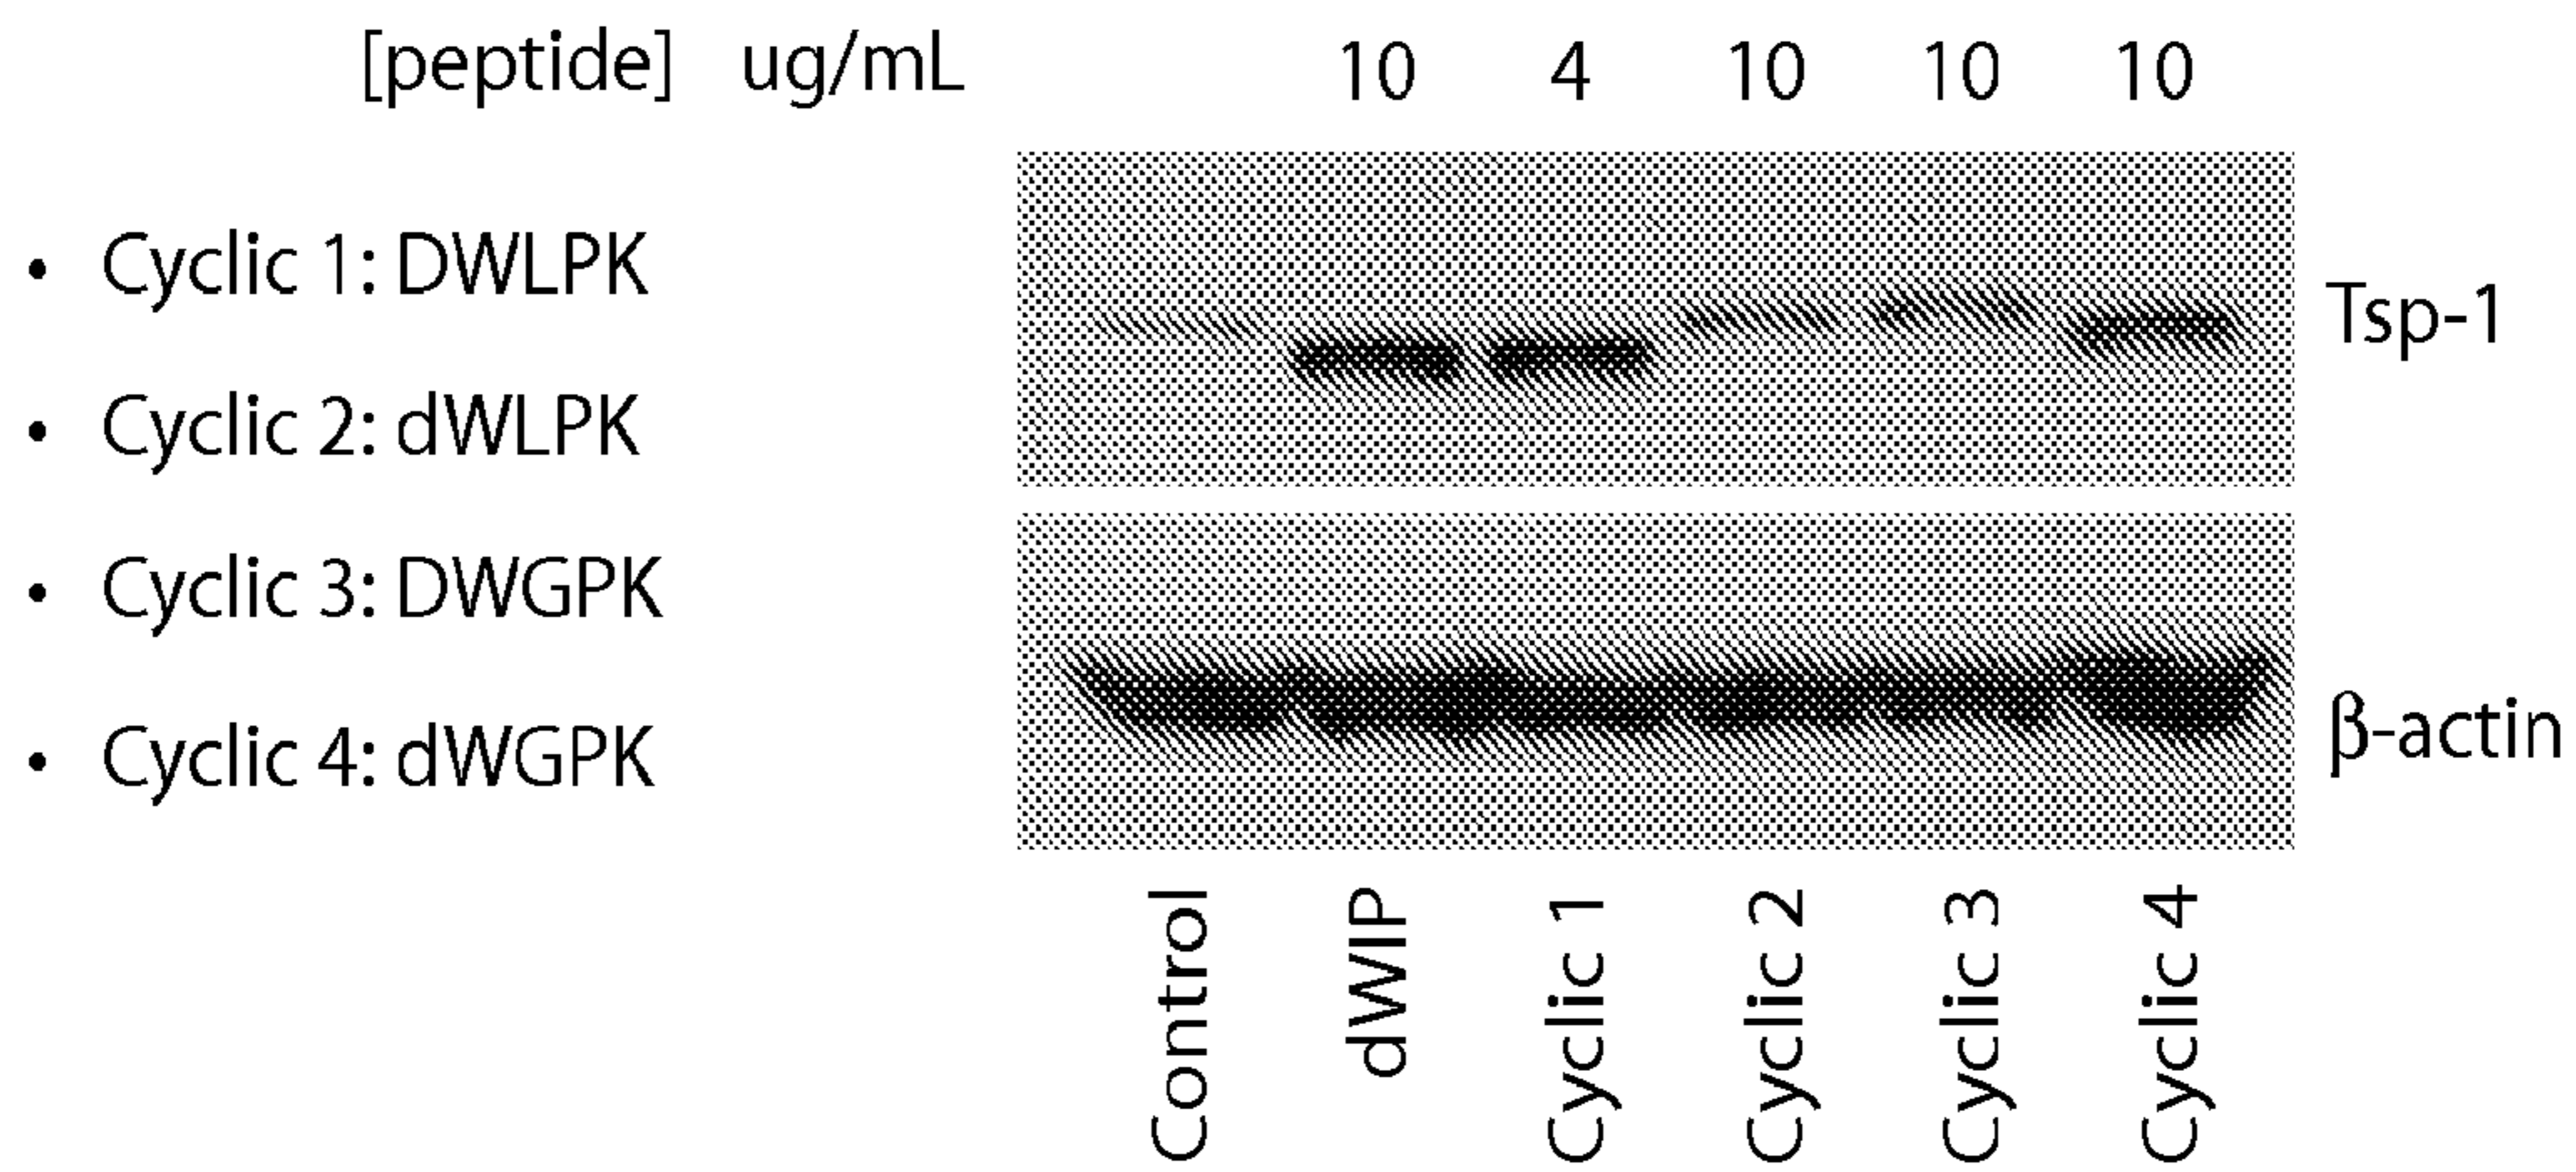 [peptide] ug/mL 10 4 10 10 10
• Cyclic 1: DWLPK
• Cyclic 2: dWLPK
• Cyclic 3: DWGPK
• Cyclic 4: dWGPK
Tsp-1
β-actin
Control
dWIP
Cyclic 1
Cyclic 2
Cyclic 3
Cyclic 4